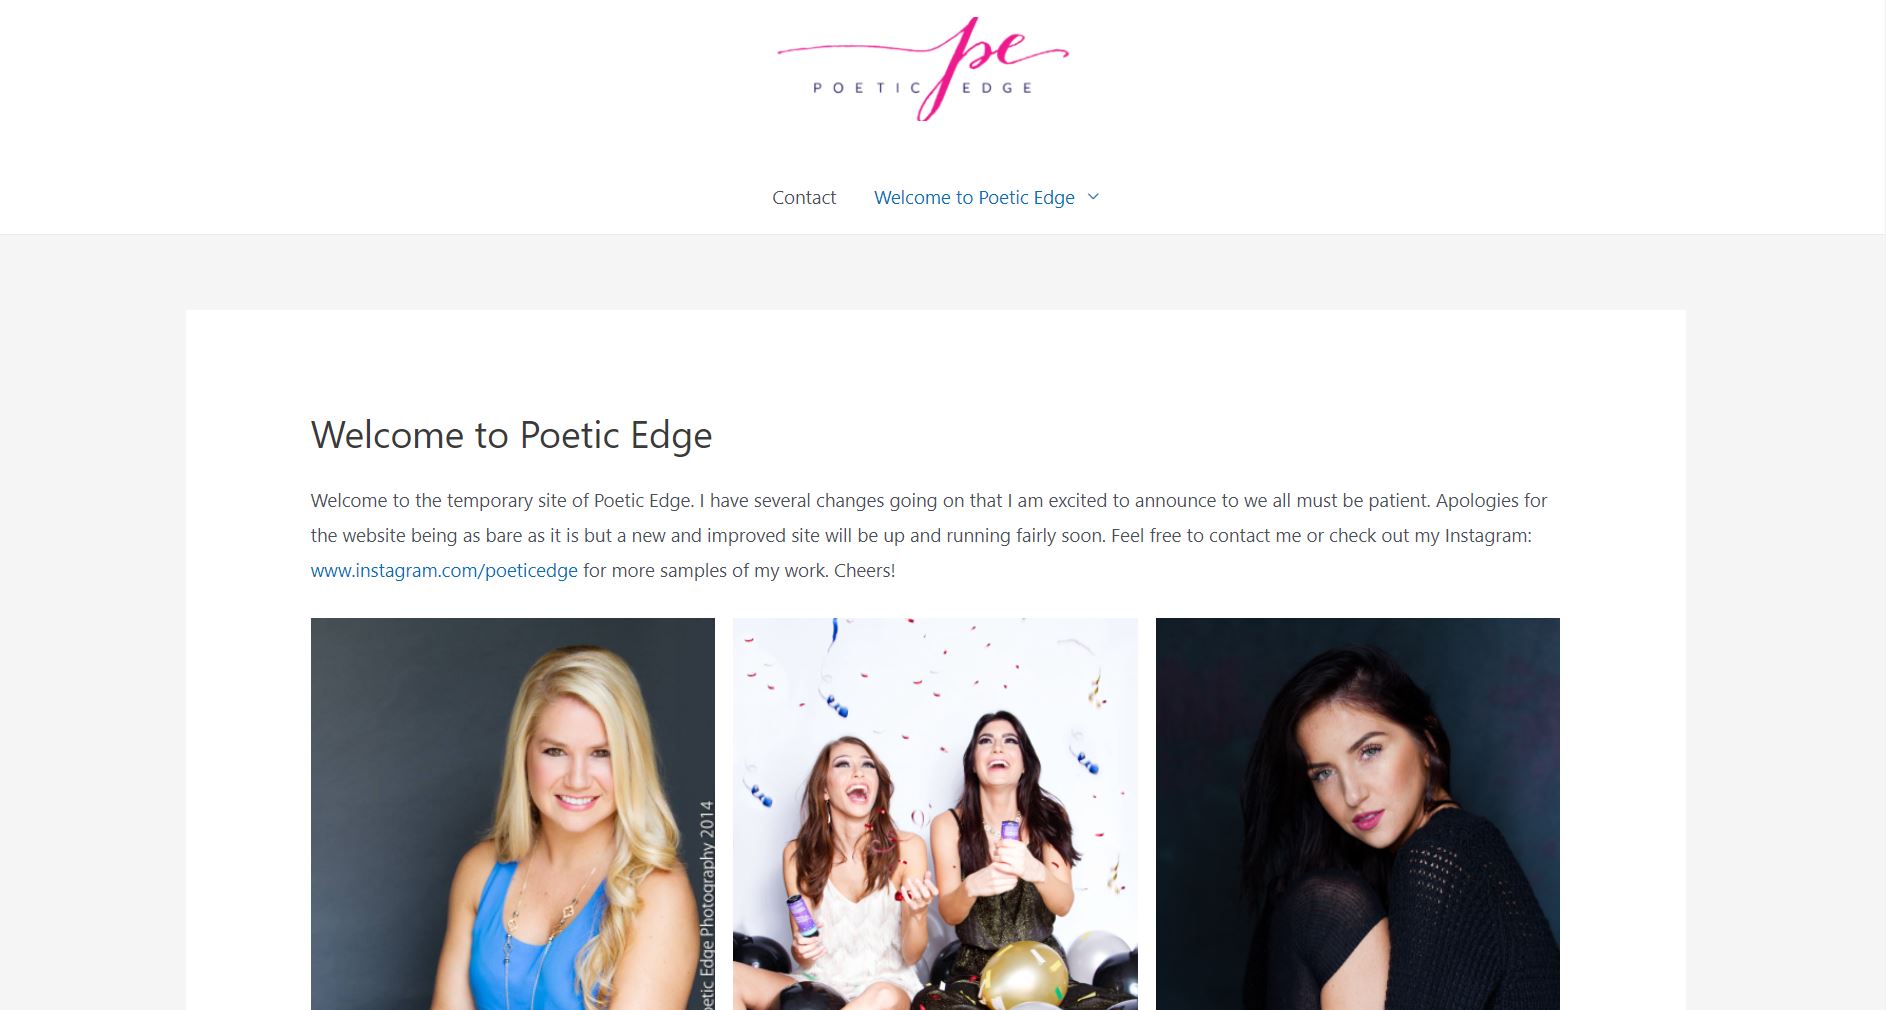 pe
POETIC EDGE
Contact
Welcome to Poetic Edge
Welcome to Poetic Edge
Welcome to the temporary site of Poetic Edge. I have several changes going on that I am excited to announce to we all must be patient. Apologies for
the website being as bare as it is but a new and improved site will be up and running fairly soon. Feel free to contact me or check out my Instagram:
www.instagram.com/poeticedge for more samples of my work. Cheers!
etic Edge Photography 2014